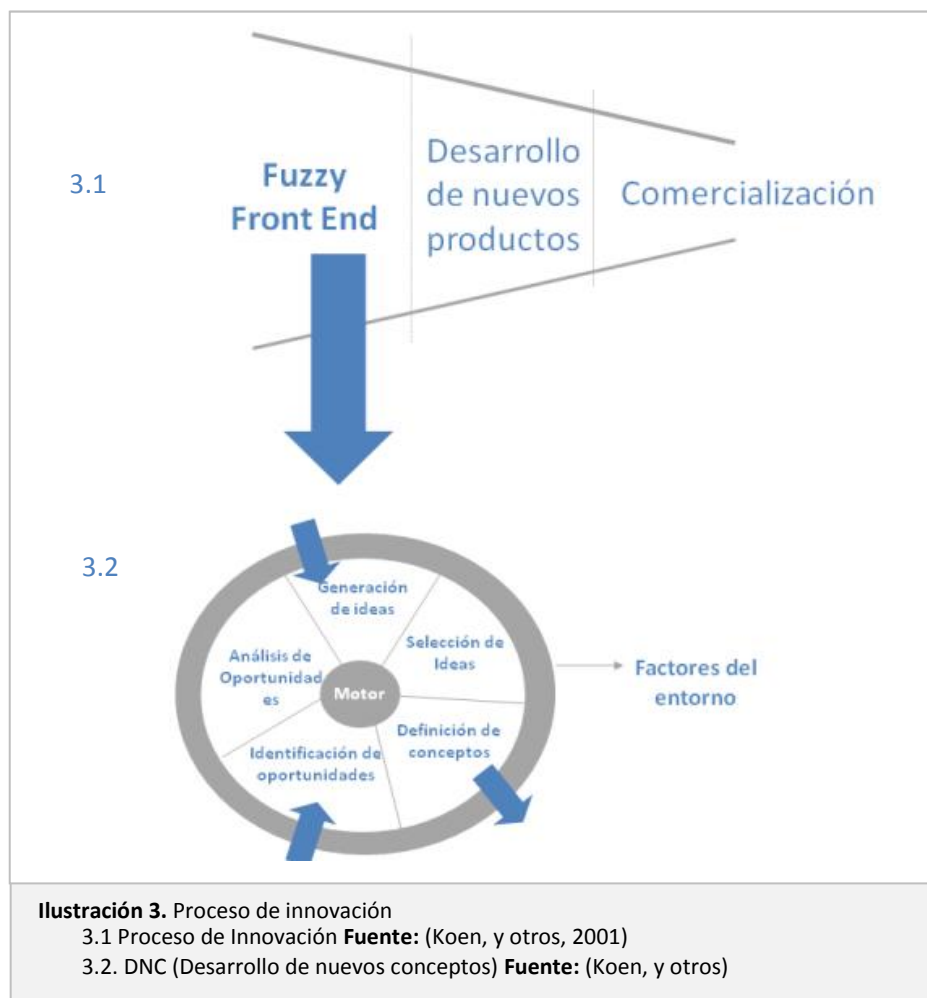 3.1
Fuzzy
Front End
Desarrollo
de nuevos
productos
Comercialización
3.2
Generación
de ideas
Selección de
Ideas
Análisis de
Oportunidad
es
Motor
Definición de
conceptos
Identificación de
oportunidades
Factores del
entorno
Ilustración 3. Proceso de innovación
3.1 Proceso de Innovación Fuente: (Koen, y otros, 2001)
3.2. DNC (Desarrollo de nuevos conceptos) Fuente: (Koen, y otros)